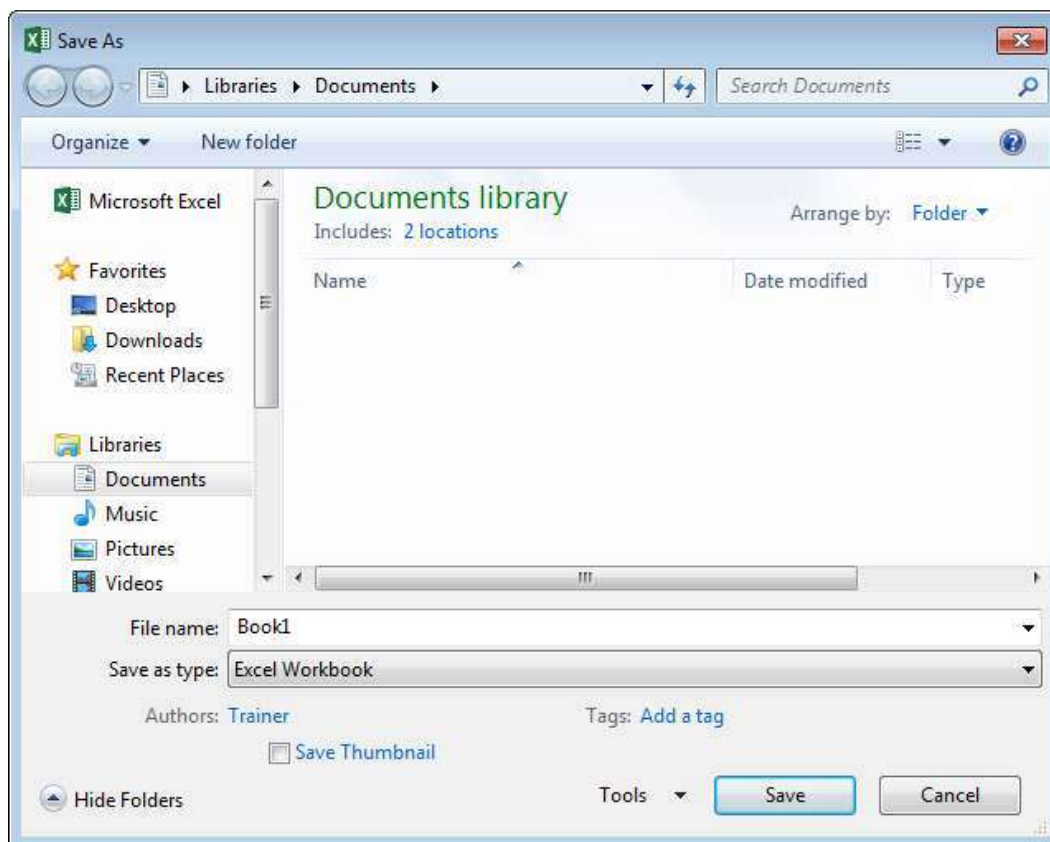 Save As
Libraries Documents Search Documents
Organize New folder
Microsoft Excel
Favorites
Desktop
Downloads
Recent Places
Libraries
Documents
Music
Pictures
Videos
Documents library
Includes: 2 locations
Arrange by: Folder
Name Date modified Type
File name: Book1
Save as type: Excel Workbook
Authors: Trainer Tags: Add a tag
Save Thumbnail
Hide Folders Tools Save Cancel